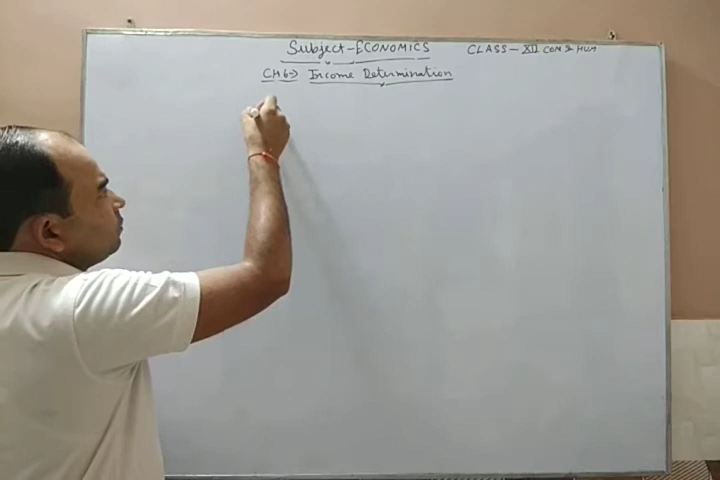 Subject-ECONOMICS CLASS-XII COM & HUM
CH 6→ Income Determination